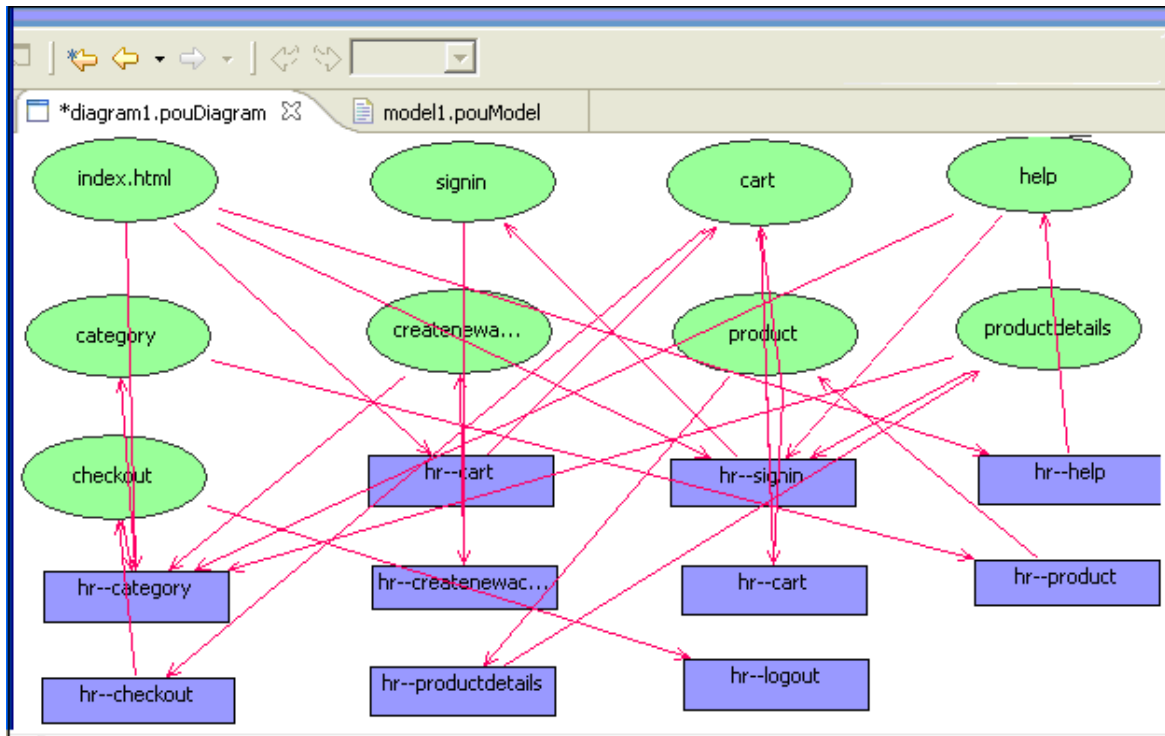 *diagram1.pouDiagram
model1.pouModel
index.html
signin
cart
help
category
createnewa...
product
productdetails
checkout
hr--cart
hr--signin
hr--help
hr--category
hr--createnewac...
hr--cart
hr--product
hr--checkout
hr--productdetails
hr--logout